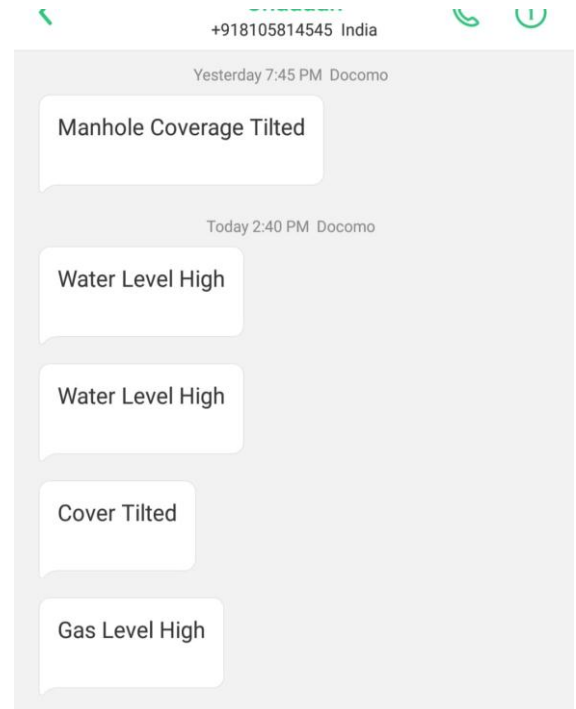 +918105814545 India
Yesterday 7:45 PM Docomo
Manhole Coverage Tilted
Today 2:40 PM Docomo
Water Level High
Water Level High
Cover Tilted
Gas Level High